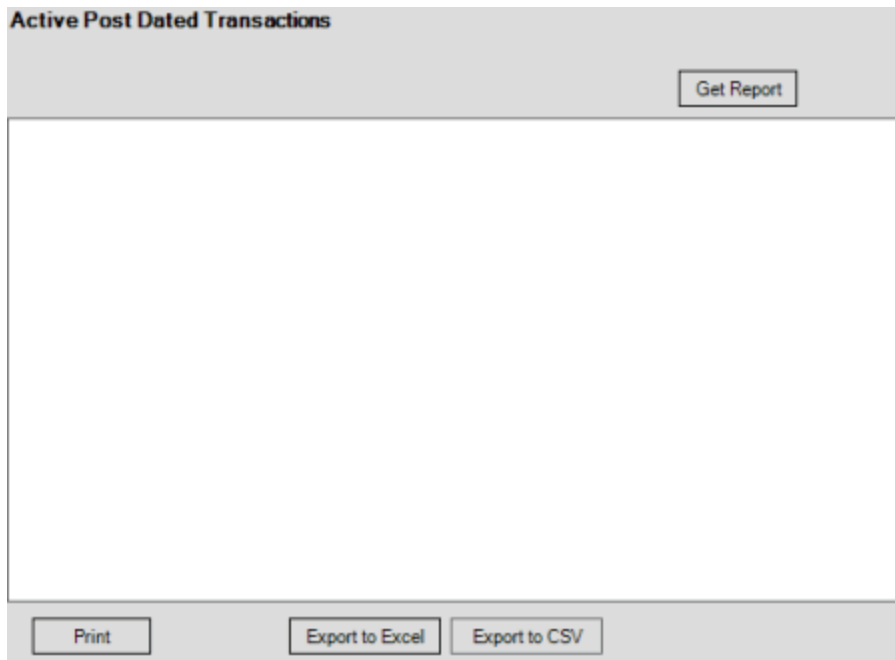 Active Post Dated Transactions
Get Report
Print
Export to Excel
Export to CSV